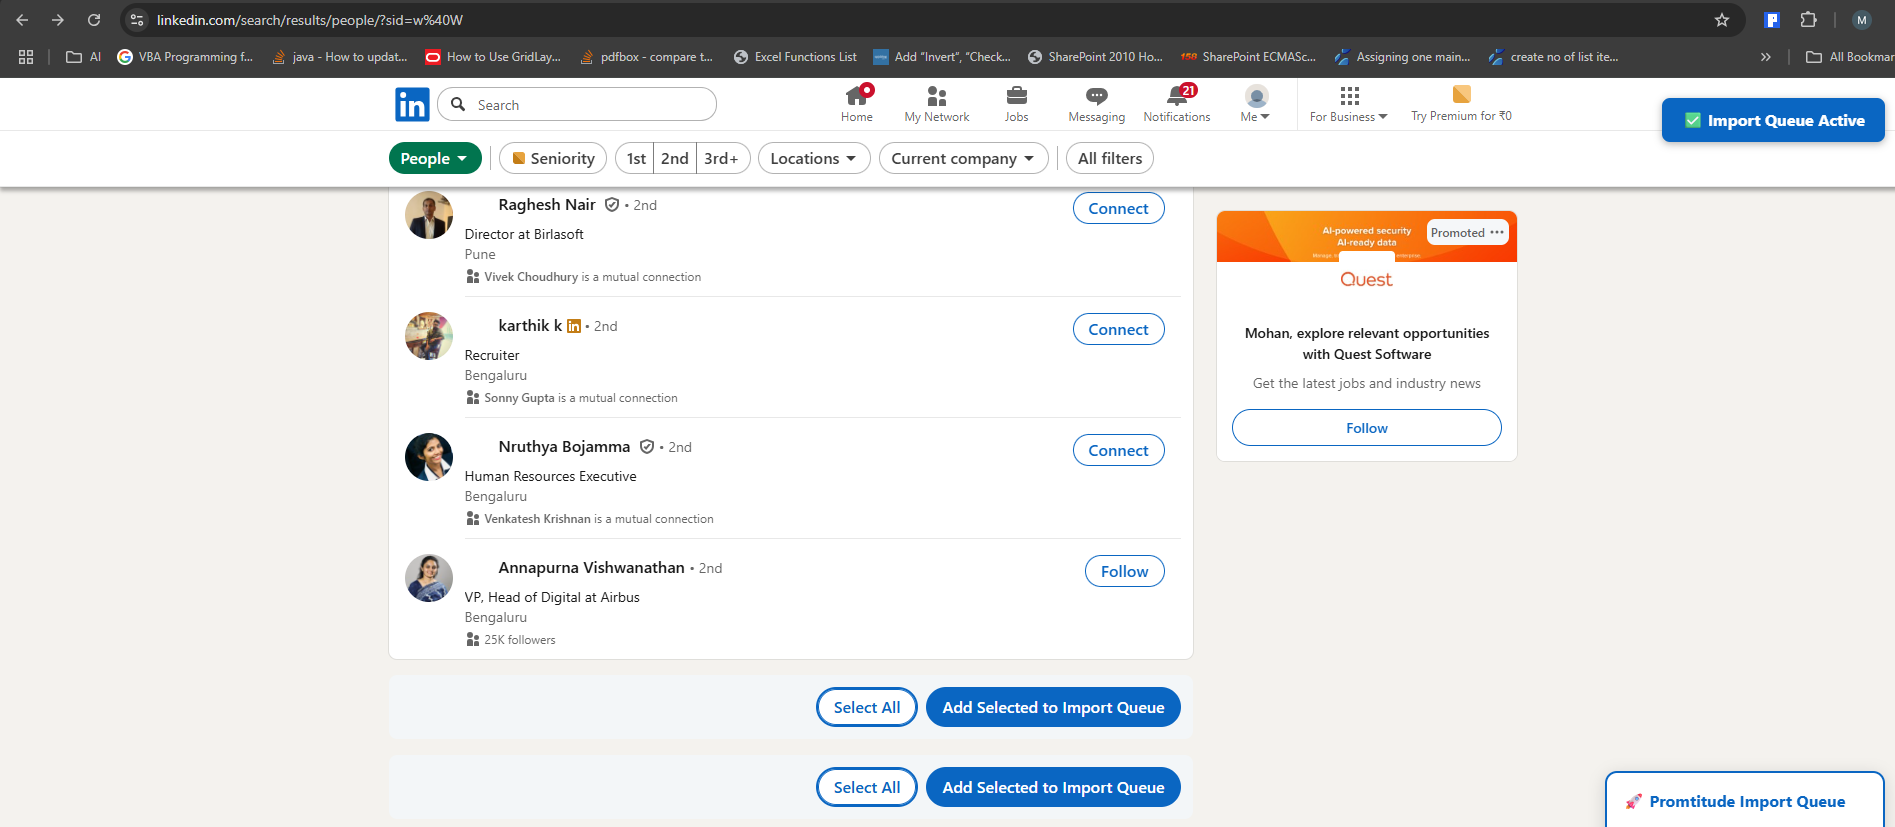 linkedin.com/search/results/people/?sid=w%40W
M
AI
VBA Programming f...
java - How to updat...
How to Use GridLay...
pdfbox - compare t...
Excel Functions List
Add “Invert”, “Check...
SharePoint 2010 Ho...
SharePoint ECMASc...
Assigning one main...
create no of list ite...
»
All Bookmar
in
Search
Home
My Network
Jobs
Messaging
21
Notifications
Me
For Business
Try Premium for ₹0
Import Queue Active
People
Seniority
1st
2nd
3rd+
Locations
Current company
All filters
Raghesh Nair • 2nd
Connect
Director at Birlasoft
Pune
Vivek Choudhury is a mutual connection
karthik k in • 2nd
Connect
Recruiter
Bengaluru
Sonny Gupta is a mutual connection
Nruthya Bojamma • 2nd
Connect
Human Resources Executive
Bengaluru
Venkatesh Krishnan is a mutual connection
Annapurna Vishwanathan • 2nd
Follow
VP, Head of Digital at Airbus
Bengaluru
25K followers
AI-powered security
AI-ready data
Promoted •••
Quest
Mohan, explore relevant opportunities
with Quest Software
Get the latest jobs and industry news
Follow
Select All
Add Selected to Import Queue
Select All
Add Selected to Import Queue
Promtitude Import Queue